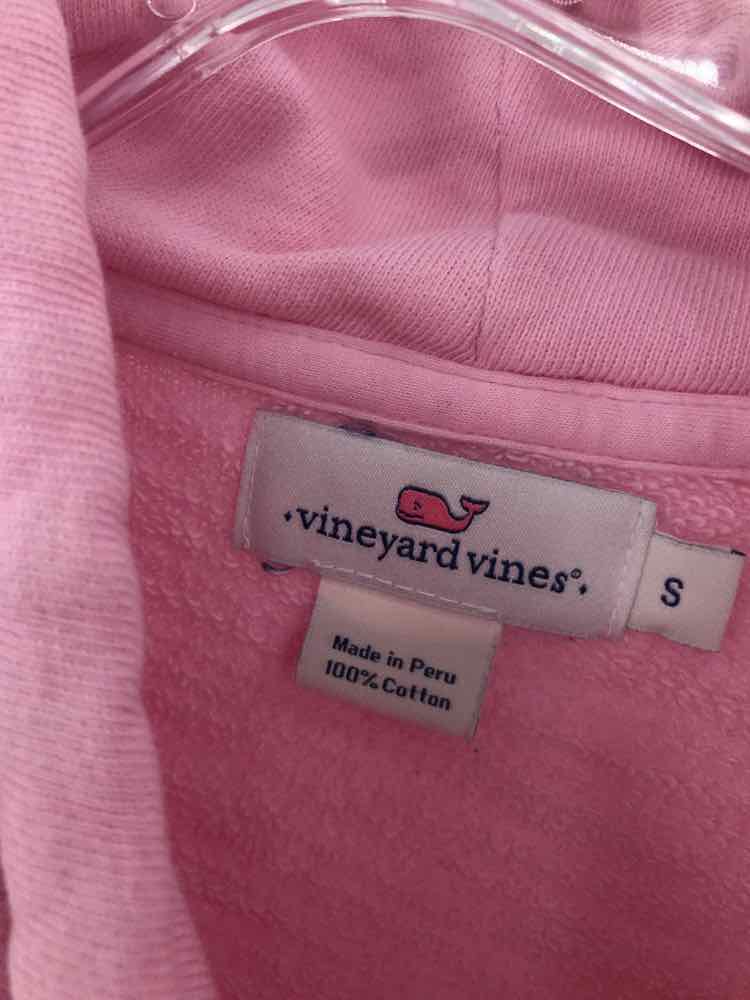 vineyard vines®
S
Made in Peru
100% Cotton